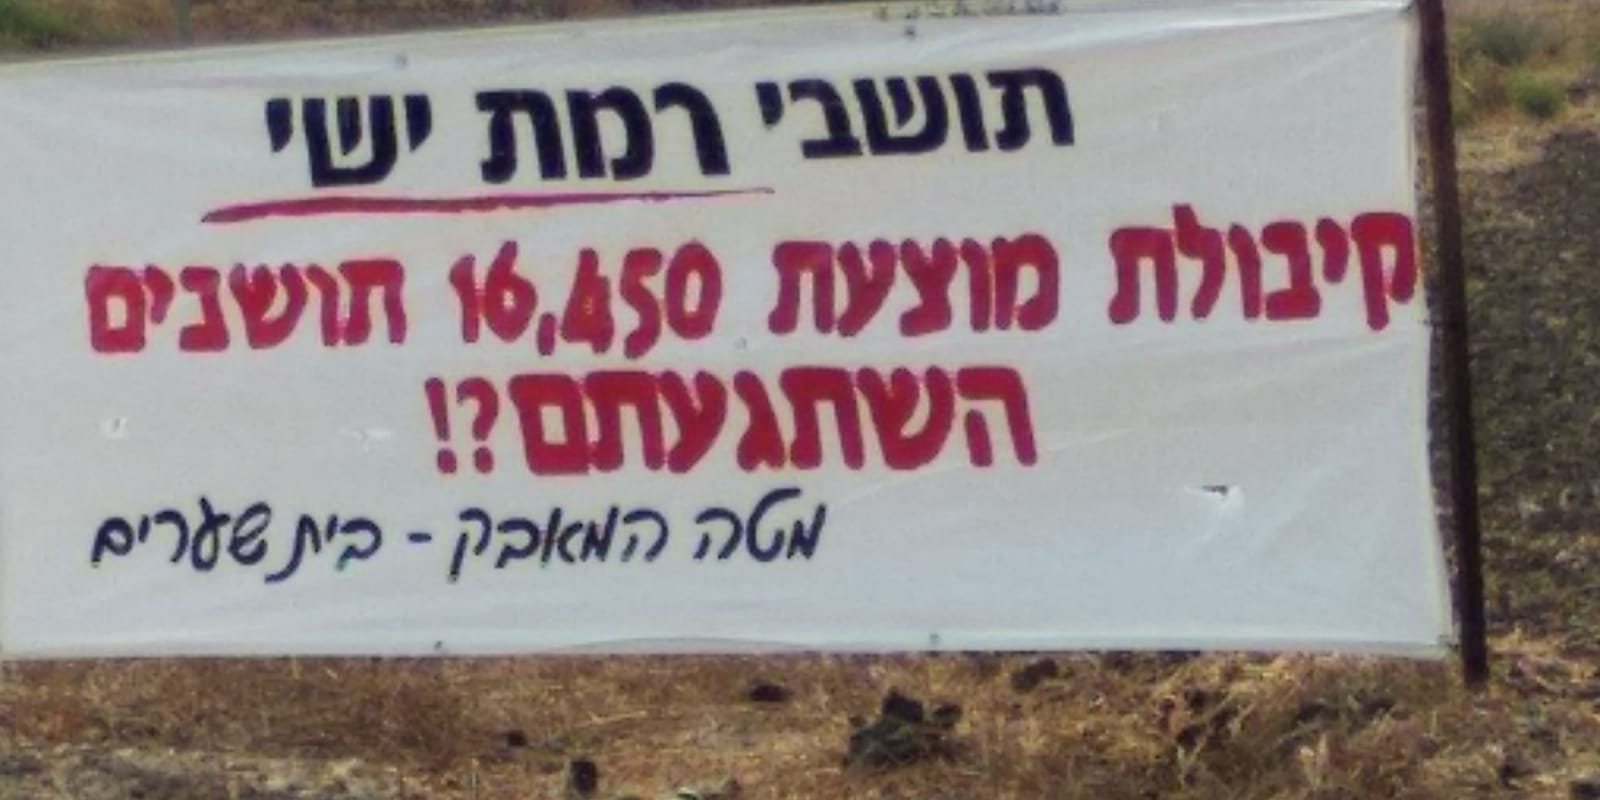 תושבי רמת ישי
קיבולת מוצעת 16,450 תושבים
השתגעתם?!
מטה המאבק - בית שערים